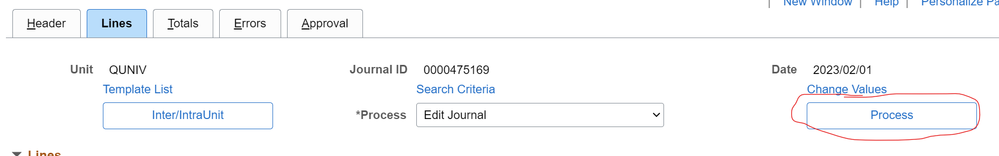 New Window | Help | Personalize Pa
Header Lines Totals Errors Approval
Unit QUNIV Journal ID 0000475169 Date 2023/02/01
Template List Search Criteria Change Values
Inter/IntraUnit *Process Edit Journal Process
Lines